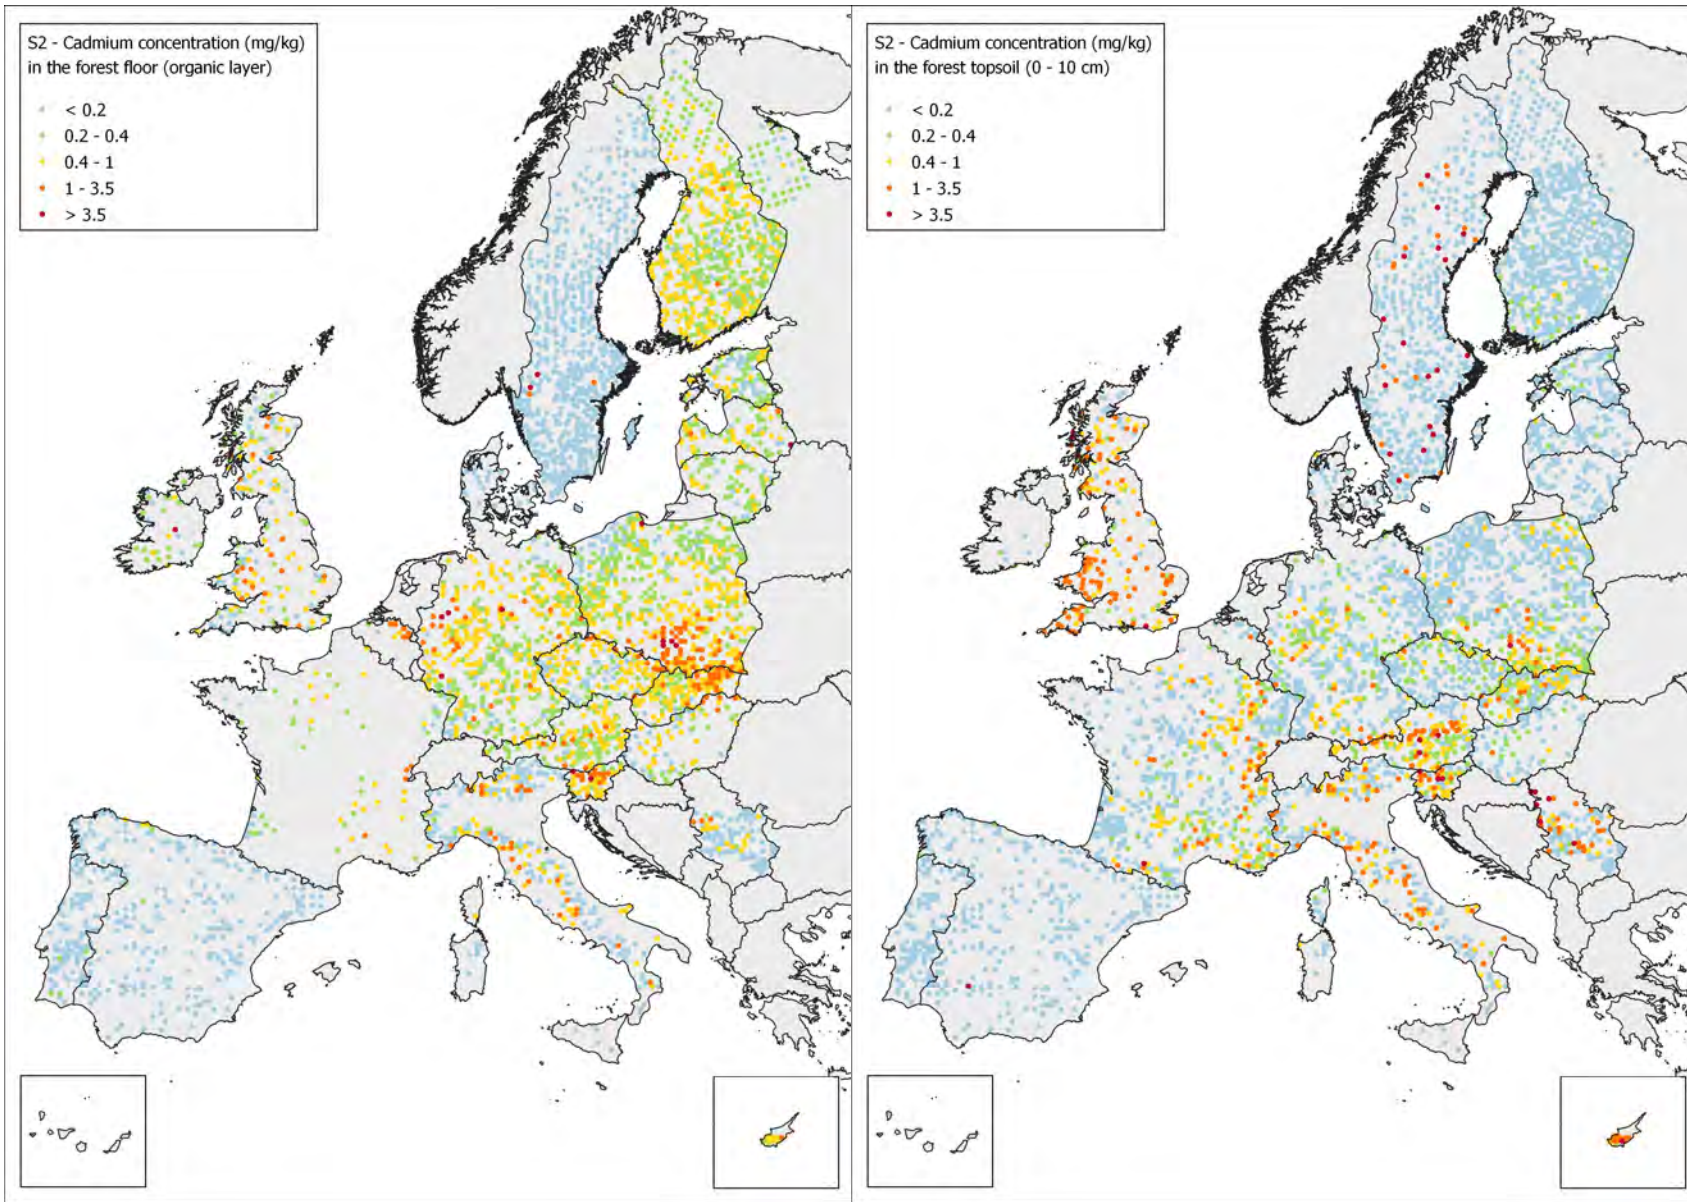 S2 - Cadmium concentration (mg/kg)
in the forest floor (organic layer)
< 0.2
0.2 - 0.4
0.4 - 1
1 - 3.5
> 3.5
S2 - Cadmium concentration (mg/kg)
in the forest topsoil (0 - 10 cm)
< 0.2
0.2 - 0.4
0.4 - 1
1 - 3.5
> 3.5